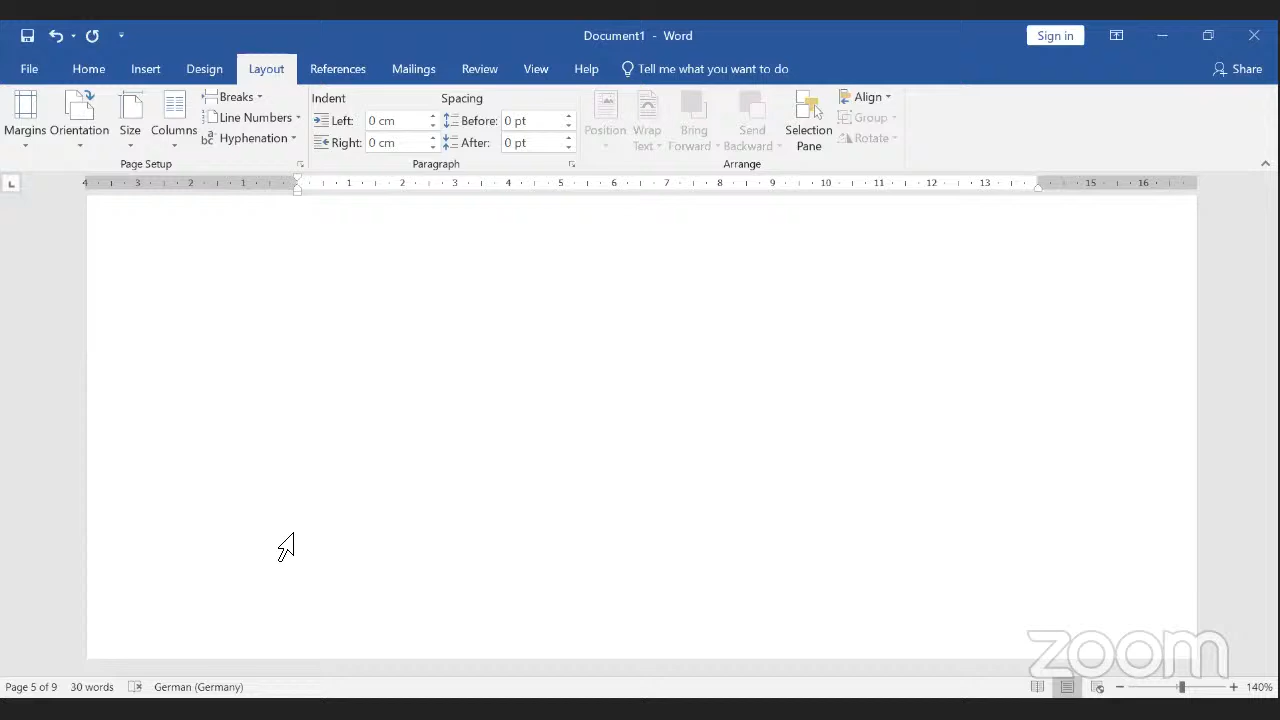 Document1 - Word
Sign in
File Home Insert Design Layout References Mailings Review View Help Tell me what you want to do Share
Margins Orientation Size Columns
Breaks
Line Numbers
Hyphenation
Page Setup
Indent Spacing
Left: 0 cm Before: 0 pt
Right: 0 cm After: 0 pt
Paragraph
Position Wrap Text Bring Forward Send Backward Selection Pane
Align
Group
Rotate
Arrange
4 3 2 1 1 2 3 4 5 6 7 8 9 10 11 12 13 15 16
zoom
Page 5 of 9 30 words German (Germany) 140%